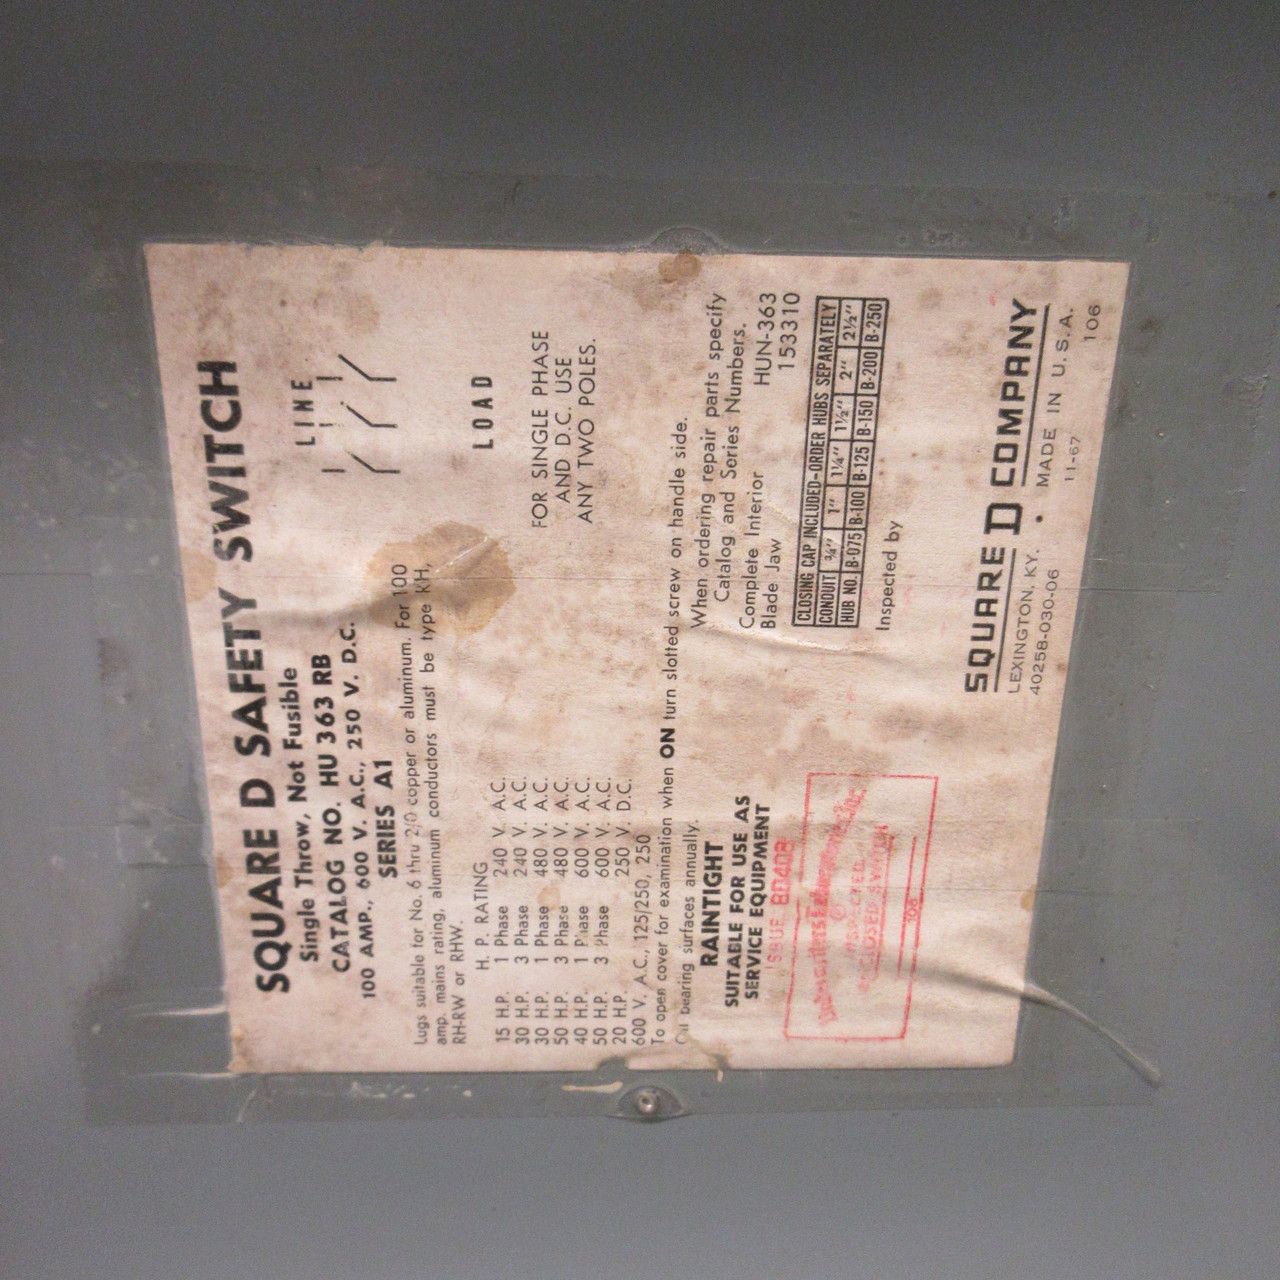 SQUARE D SAFETY SWITCH
Single Throw, Not Fusible
CATALOG NO. HU 363 RB
100 AMP., 600 V. A.C., 250 V. D.C.
SERIES A1
LINE
LOAD
Lugs suitable for No. 6 thru 2/0 copper or aluminum. For 100
amp. mains rating, aluminum conductors must be type KH,
RH-RW or RHW.
FOR SINGLE PHASE
AND D.C. USE
ANY TWO POLES.
H. P. RATING
15 H.P. 1 Phase 240 V. A.C.
30 H.P. 3 Phase 240 V. A.C.
30 H.P. 1 Phase 480 V. A.C.
50 H.P. 3 Phase 480 V. A.C.
40 H.P. 1 Phase 600 V. A.C.
50 H.P. 3 Phase 600 V. A.C.
20 H.P. 250 V. D.C.
600 V. A.C., 125/250, 250
To open cover for examination when ON turn slotted screw on handle side.
Oil bearing surfaces annually.
RAINTIGHT
SUITABLE FOR USE AS
SERVICE EQUIPMENT
When ordering repair parts specify
Catalog and Series Numbers.
Complete Interior HUN-363
Blade Jaw 153310
CLOSING CAP INCLUDED-ORDER HUBS SEPARATELY
CONDUIT 3/4" 1" 1 1/4" 1 1/2" 2" 2 1/2"
HUB NO. B-075 B-100 B-125 B-150 B-200 B-250
Inspected by
ISSUE BD408
Underwriters' Laboratories, Inc.
INSPECTED
ENCLOSED SWITCH
SQUARE D COMPANY
LEXINGTON, KY. • MADE IN U.S.A.
40258-030-06 11-67 106